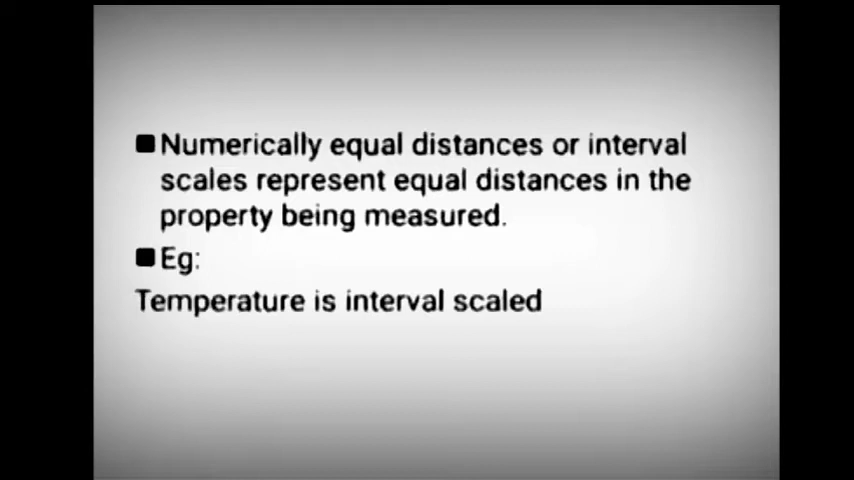 ■Numerically equal distances or interval
scales represent equal distances in the
property being measured.
■Eg:
Temperature is interval scaled